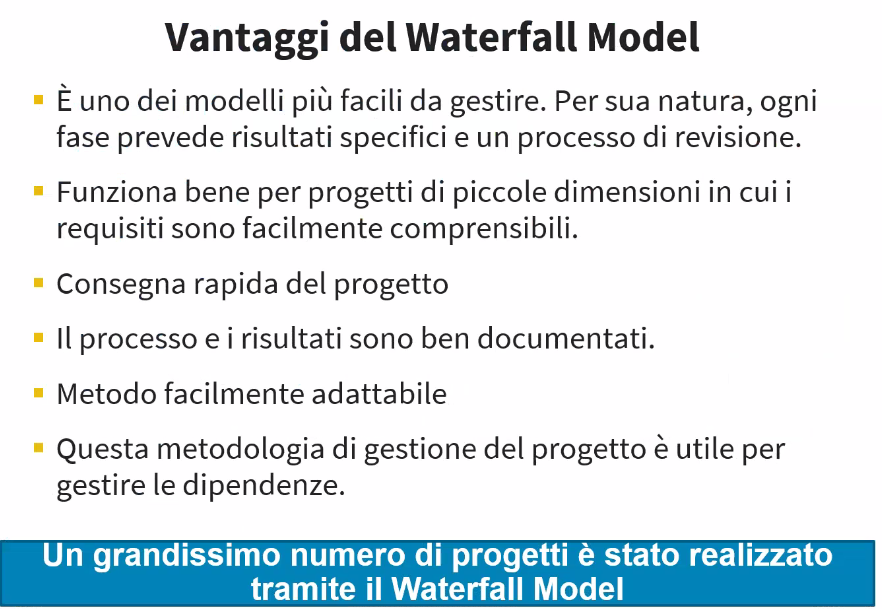 Vantaggi del Waterfall Model
È uno dei modelli più facili da gestire. Per sua natura, ogni
fase prevede risultati specifici e un processo di revisione.
Funziona bene per progetti di piccole dimensioni in cui i
requisiti sono facilmente comprensibili.
Consegna rapida del progetto
Il processo e i risultati sono ben documentati.
Metodo facilmente adattabile
Questa metodologia di gestione del progetto è utile per
gestire le dipendenze.
Un grandissimo numero di progetti è stato realizzato
tramite il Waterfall Model